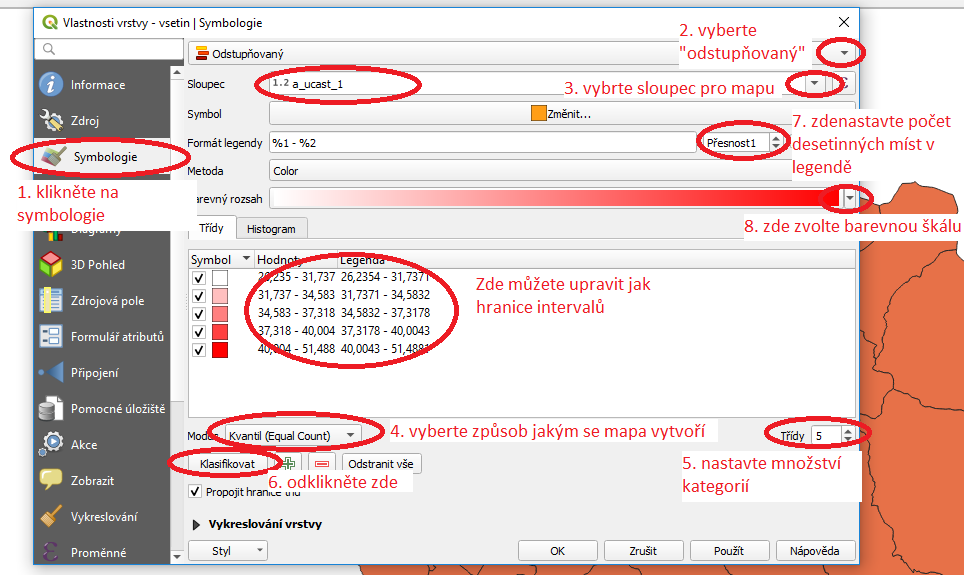 Vlastnosti vrstvy - vsetin | Symbologie
Odstupňovaný
2. vyberte
"odstupňovaný"
Informace
Sloupec
1.2 a_ucast_1
3. vybrte sloupec pro mapu
Zdroj
Symbol
Změnit...
7. zdenastavte počet
desetinných míst v
legendě
Symbologie
Formát legendy
%1 - %2
Přesnost1
Metoda
Color
1. klikněte na
symbologie
arevný rozsah
8. zde zvolte barevnou škálu
Diagramy
Třídy
Histogram
3D Pohled
Symbol
Hodnoty
Legenda
26,235 - 31,737 26,2354 - 31,7371
31,737 - 34,583 31,7371 - 34,5832
34,583 - 37,318 34,5832 - 37,3178
37,318 - 40,004 37,3178 - 40,0043
40,004 - 51,488 40,0043 - 51,4881
Zde můžete upravit jak
hranice intervalů
Zdrojová pole
Formulář atributů
Připojení
Pomocné úložiště
Akce
Zobrazit
Vykreslování
Proměnné
Kvantil (Equal Count)
4. vyberte způsob jakým se mapa vytvoří
Třídy
5
Klasifikovat
Odstranit vše
5. nastavte množství
kategorií
6. odklikněte zde
Propojit hranice tříd
Vykreslování vrstvy
Styl
OK
Zrušit
Použít
Nápověda